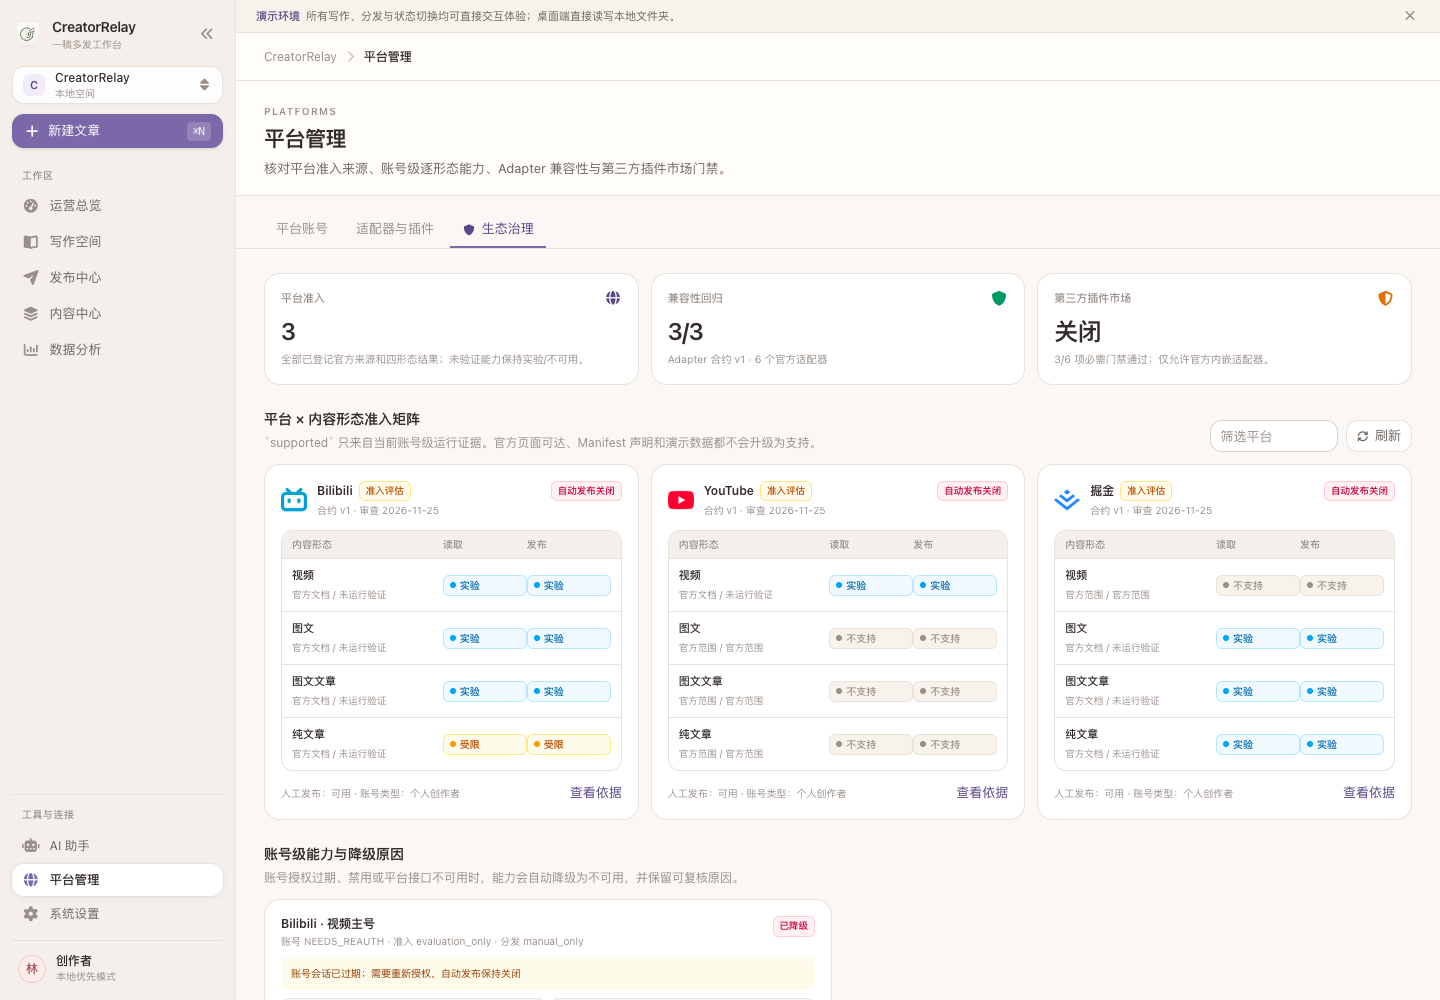 CreatorRelay
一稿多发工作台
C
CreatorRelay
本地空间
新建文章
⌘N
工作区
运营总览
写作空间
发布中心
内容中心
数据分析
工具与连接
AI 助手
平台管理
系统设置
林
创作者
本地优先模式
演示环境 所有写作、分发与状态切换均可直接交互体验；桌面端直接读写本地文件夹。
CreatorRelay
平台管理
PLATFORMS
平台管理
核对平台准入来源、账号级逐形态能力、Adapter 兼容性与第三方插件市场门禁。
平台账号
适配器与插件
生态治理
平台准入
3
全部已登记官方来源和四形态结果；未验证能力保持实验/不可用。
兼容性回归
3/3
Adapter 合约 v1 · 6 个官方适配器
第三方插件市场
关闭
3/6 项必需门禁通过；仅允许官方内嵌适配器。
平台 × 内容形态准入矩阵
`supported` 只来自当前账号级运行证据。官方页面可达、Manifest 声明和演示数据都不会升级为支持。
筛选平台
刷新
Bilibili 准入评估
自动发布关闭
合约 v1 · 审查 2026-11-25
内容形态 读取 发布
视频 实验 实验
官方文档 / 未运行验证
图文 实验 实验
官方文档 / 未运行验证
图文文章 实验 实验
官方文档 / 未运行验证
纯文章 受限 受限
官方文档 / 未运行验证
人工发布：可用 · 账号类型：个人创作者
查看依据
YouTube 准入评估
自动发布关闭
合约 v1 · 审查 2026-11-25
内容形态 读取 发布
视频 实验 实验
官方文档 / 未运行验证
图文 不支持 不支持
官方范围 / 官方范围
图文文章 不支持 不支持
官方范围 / 官方范围
纯文章 不支持 不支持
官方范围 / 官方范围
人工发布：可用 · 账号类型：个人创作者
查看依据
掘金 准入评估
自动发布关闭
合约 v1 · 审查 2026-11-25
内容形态 读取 发布
视频 不支持 不支持
官方范围 / 官方范围
图文 实验 实验
官方文档 / 未运行验证
图文文章 实验 实验
官方文档 / 未运行验证
纯文章 实验 实验
官方文档 / 未运行验证
人工发布：可用 · 账号类型：个人创作者
查看依据
账号级能力与降级原因
账号授权过期、禁用或平台接口不可用时，能力会自动降级为不可用，并保留可复核原因。
Bilibili · 视频主号
已降级
账号 NEEDS_REAUTH · 准入 evaluation_only · 分发 manual_only
账号会话已过期；需要重新授权，自动发布保持关闭